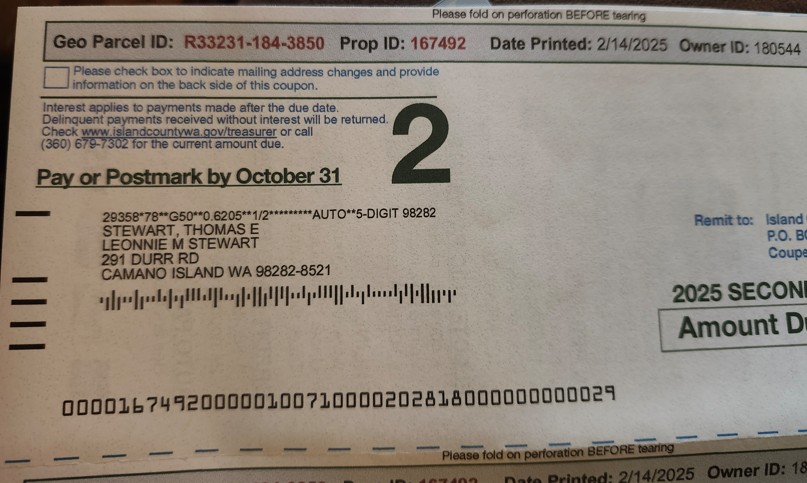 Please fold on perforation BEFORE tearing
Geo Parcel ID: R33231-184-3850 Prop ID: 167492 Date Printed: 2/14/2025 Owner ID: 180544
Please check box to indicate mailing address changes and provide
information on the back side of this coupon.
Interest applies to payments made after the due date.
Delinquent payments received without interest will be returned.
Check www.islandcountywa.gov/treasurer or call
(360) 679-7302 for the current amount due.
2
Pay or Postmark by October 31
29358*78**G50**0.6205**1/2*********AUTO**5-DIGIT 98282
STEWART, THOMAS E
LEONNIE M STEWART
291 DURR RD
CAMANO ISLAND WA 98282-8521
Remit to: Island
P.O. BO
Coupe
2025 SECON
Amount D
00001674920000010071000020281800000000000029
Please fold on perforation BEFORE tearing
167492 Date Printed: 2/14/2025 Owner ID: 18